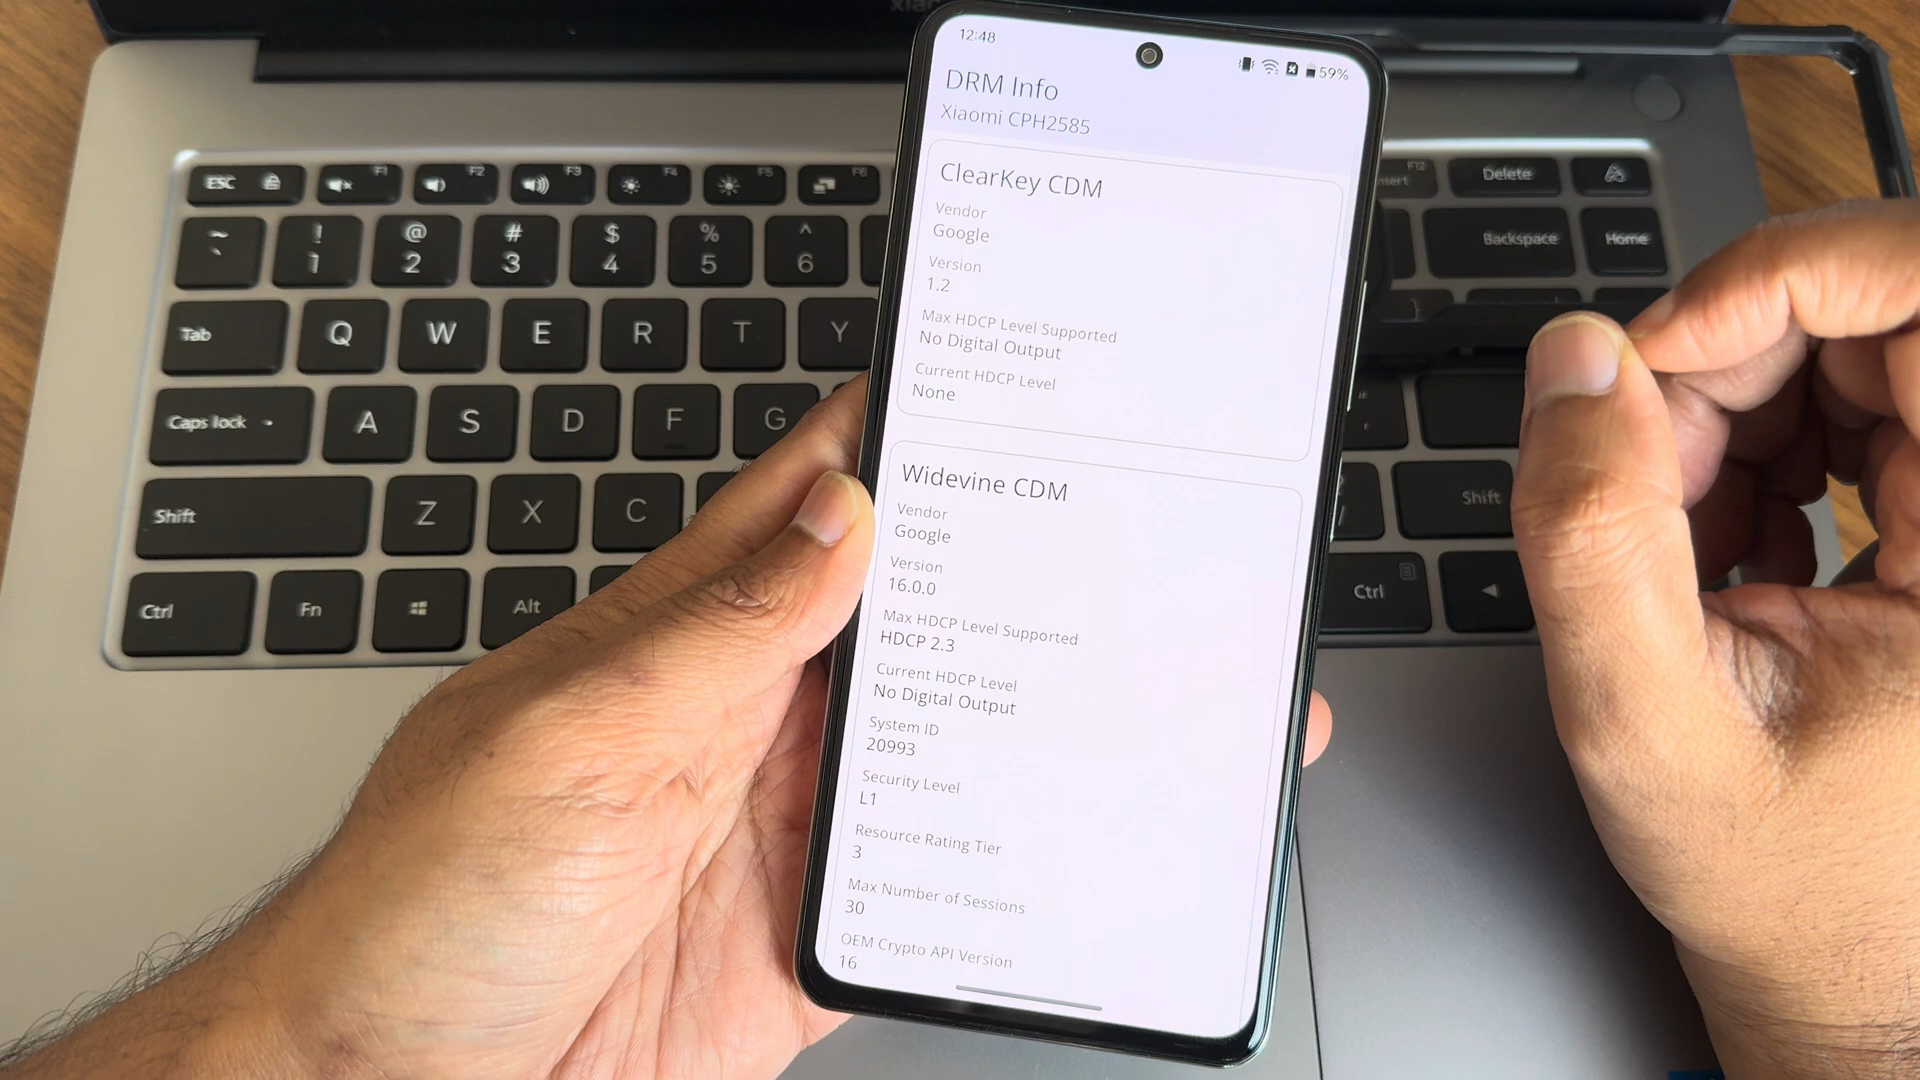 xiao
12:48
59%
DRM Info
Xiaomi CPH2585
ClearKey CDM
Vendor
Google
Version
1.2
Max HDCP Level Supported
No Digital Output
Current HDCP Level
None
Widevine CDM
Vendor
Google
Version
16.0.0
Max HDCP Level Supported
HDCP 2.3
Current HDCP Level
No Digital Output
System ID
20993
Security Level
L1
Resource Rating Tier
3
Max Number of Sessions
30
OEM Crypto API Version
16
ESC F1 F2 F3 F4 F5 F6
~ ! @ # $ % ^
` 1 2 3 4 5 6
Tab Q W E R T Y
Caps lock A S D F G
Shift Z X C
Ctrl Fn Alt
F12
Insert Delete
Backspace Home
Shift
Ctrl